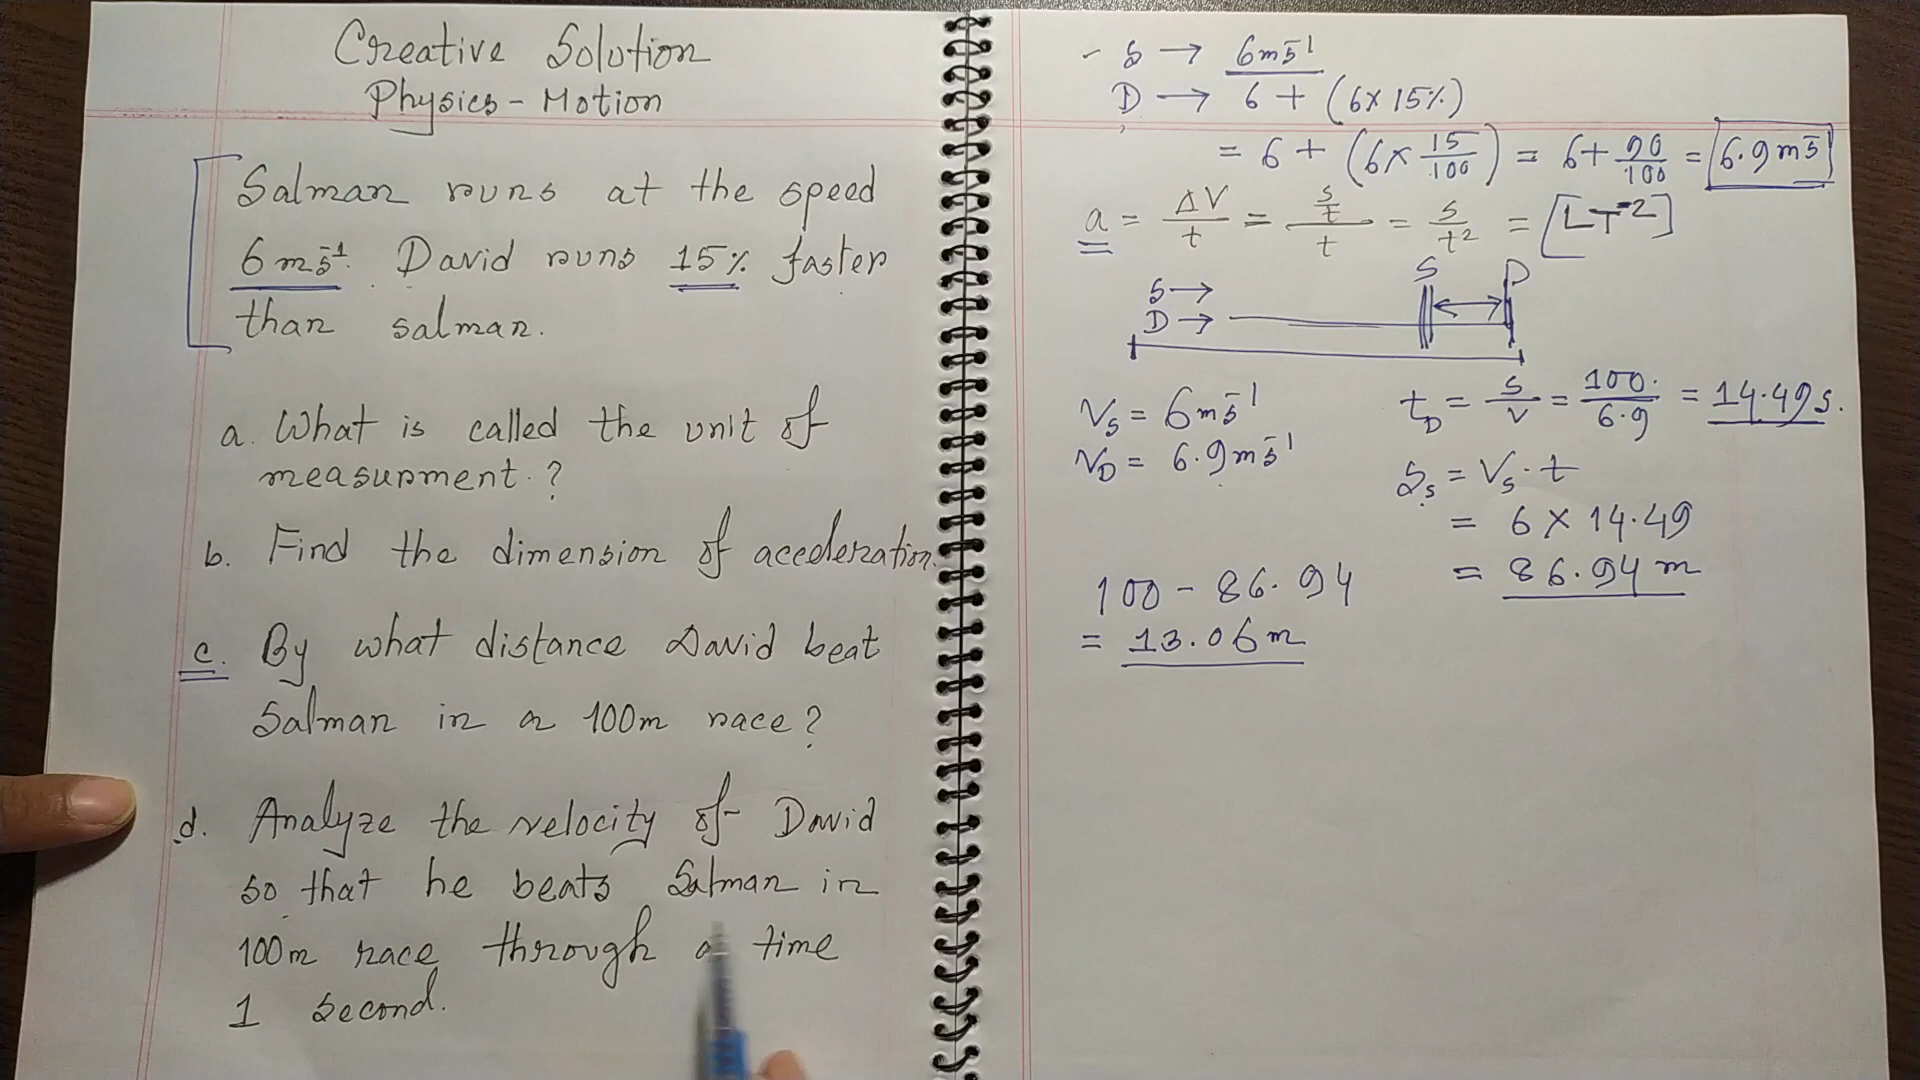 Creative Solution
Physics - Motion
Salman runs at the speed
6 ms⁻¹. David runs 15% faster
than salman.
a. What is called the unit of
measurment.?
b. Find the dimension of acceleration.
c. By what distance David beat
Salman in a 100m race?
d. Analyze the velocity of David
so that he beats Salman in
100m race through a time
1 second.
- S → 6ms⁻¹
D → 6 + (6x 15%)
= 6 + (6x 15/100) = 6+ 90/100 = 6.9 ms⁻¹
a = ΔV/t = (s/t)/t = s/t² = [LT⁻²]
S D
S →
D →
Vs = 6ms⁻¹
VD = 6.9ms⁻¹
tD = s/v = 100/6.9 = 14.49s.
Ss = Vs.t
= 6 x 14.49
= 86.94 m
100 - 86.94
= 13.06m